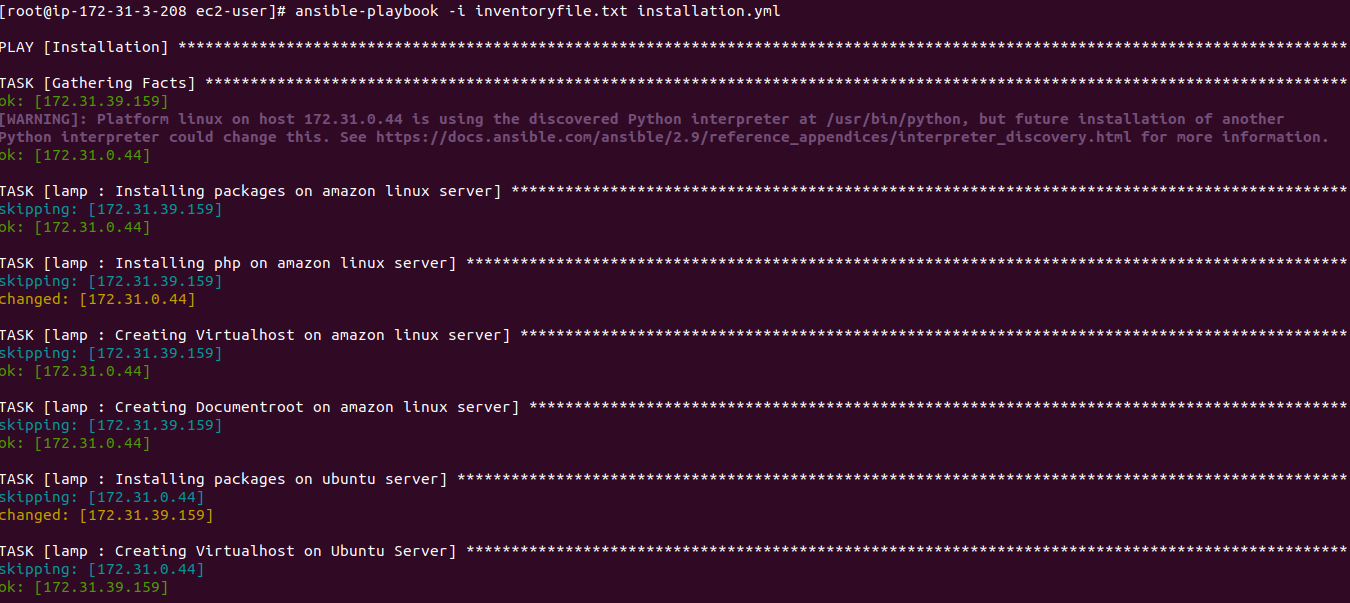 [root@ip-172-31-3-208 ec2-user]# ansible-playbook -i inventoryfile.txt installation.yml
PLAY [Installation] **********************************************************************************************************************************
TASK [Gathering Facts] *******************************************************************************************************************************
ok: [172.31.39.159]
[WARNING]: Platform linux on host 172.31.0.44 is using the discovered Python interpreter at /usr/bin/python, but future installation of another
Python interpreter could change this. See https://docs.ansible.com/ansible/2.9/reference_appendices/interpreter_discovery.html for more information.
ok: [172.31.0.44]
TASK [lamp : Installing packages on amazon linux server] *********************************************************************************************
skipping: [172.31.39.159]
ok: [172.31.0.44]
TASK [lamp : Installing php on amazon linux server] **************************************************************************************************
skipping: [172.31.39.159]
changed: [172.31.0.44]
TASK [lamp : Creating Virtualhost on amazon linux server] ********************************************************************************************
skipping: [172.31.39.159]
ok: [172.31.0.44]
TASK [lamp : Creating Documentroot on amazon linux server] *******************************************************************************************
skipping: [172.31.39.159]
ok: [172.31.0.44]
TASK [lamp : Installing packages on ubuntu server] ***************************************************************************************************
skipping: [172.31.0.44]
changed: [172.31.39.159]
TASK [lamp : Creating Virtualhost on Ubuntu Server] **************************************************************************************************
skipping: [172.31.0.44]
ok: [172.31.39.159]